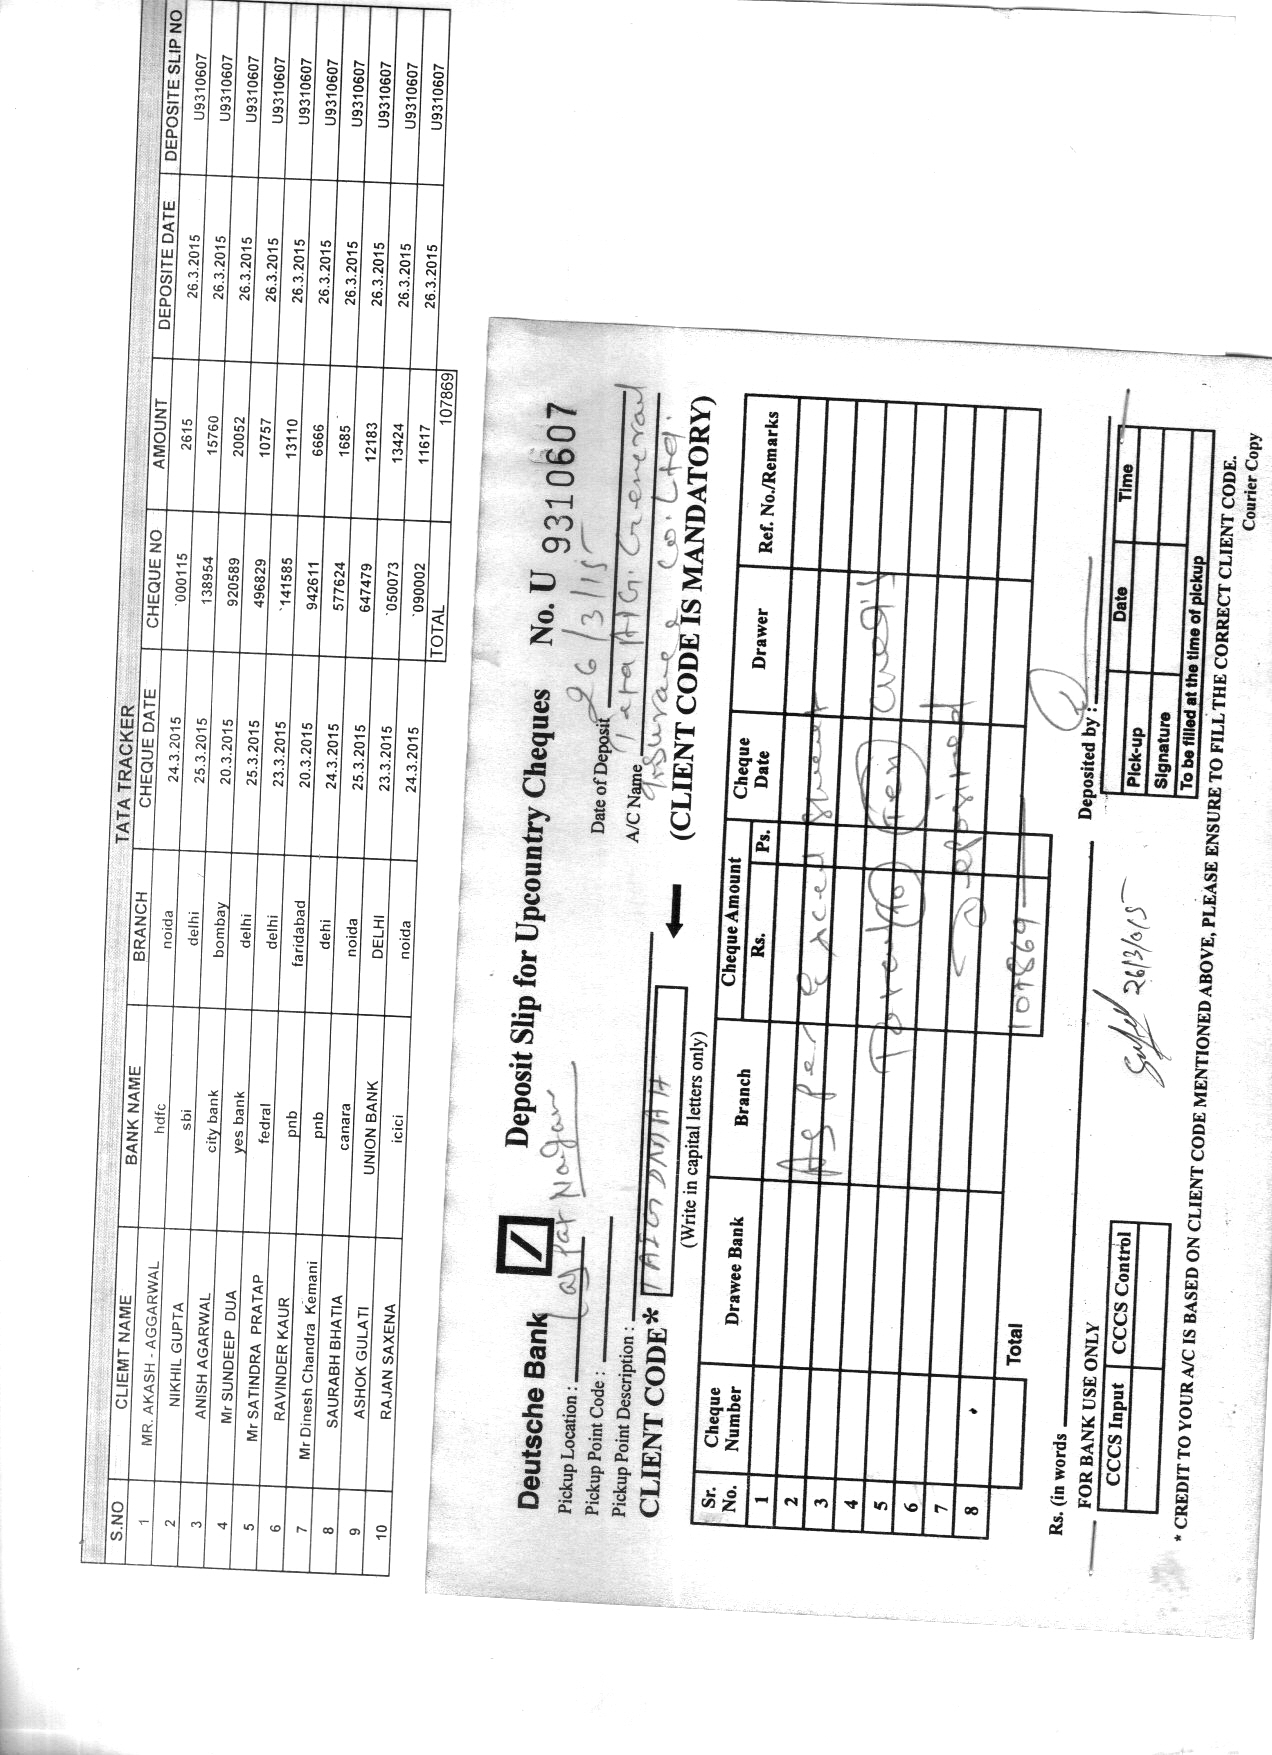 TATA TRACKER
S.NO CLIEMT NAME BANK NAME BRANCH CHEQUE DATE CHEQUE NO AMOUNT DEPOSITE DATE DEPOSITE SLIP NO
1 MR. AKASH - AGGARWAL hdfc noida 24.3.2015 '000115 2615 26.3.2015 U9310607
2 NIKHIL GUPTA sbi delhi 25.3.2015 138954 15760 26.3.2015 U9310607
3 ANISH AGARWAL city bank bombay 20.3.2015 920589 20052 26.3.2015 U9310607
4 Mr SUNDEEP DUA yes bank delhi 25.3.2015 496829 10757 26.3.2015 U9310607
5 Mr SATINDRA PRATAP fedral delhi 23.3.2015 '141585 13110 26.3.2015 U9310607
6 RAVINDER KAUR pnb faridabad 20.3.2015 942611 6666 26.3.2015 U9310607
7 Mr Dinesh Chandra Kemani pnb dehi 24.3.2015 577624 1685 26.3.2015 U9310607
8 SAURABH BHATIA canara noida 25.3.2015 647479 12183 26.3.2015 U9310607
9 ASHOK GULATI UNION BANK DELHI 23.3.2015 '050073 13424 26.3.2015 U9310607
10 RAJAN SAXENA icici noida 24.3.2015 '090002 11617 26.3.2015 U9310607
TOTAL 107869
Deutsche Bank Deposit Slip for Upcountry Cheques No. U 9310607
Pickup Location : Lajpat Nagar
Date of Deposit 26/3/15
Pickup Point Code :
A/C Name Tata AIG General
Pickup Point Description :
Insurance Co. Ltd.
CLIENT CODE* TAIGDMAH (CLIENT CODE IS MANDATORY)
(Write in capital letters only)
Sr. No. Cheque Number Drawee Bank Branch Cheque Amount Rs. Ps. Cheque Date Drawer Ref. No./Remarks
1
2
3 As per Excel Sheet
4
5 Total (10) (Ten) Cheq's
6
7 Deposited
8
Total 107869
Rs. (in words
Deposited by :
FOR BANK USE ONLY
CCCS Input CCCS Control
26/3/2015
Pick-up Date Time
Signature
To be filled at the time of pickup
* CREDIT TO YOUR A/C IS BASED ON CLIENT CODE MENTIONED ABOVE, PLEASE ENSURE TO FILL THE CORRECT CLIENT CODE.
Courier Copy